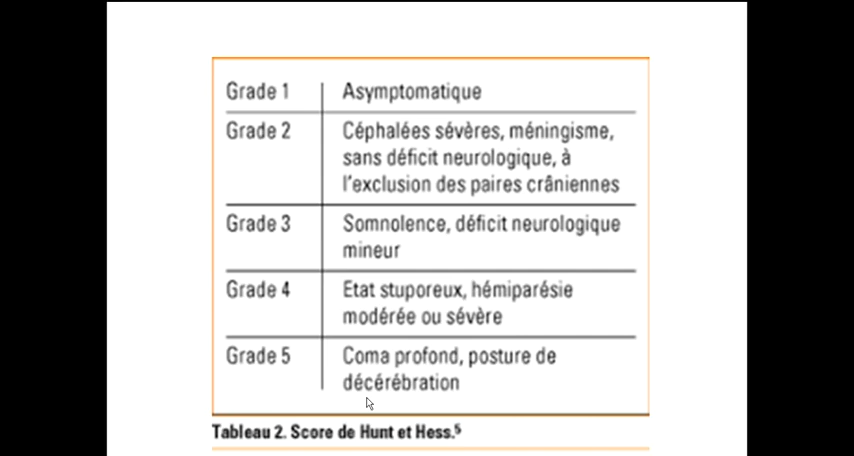 Grade 1 Asymptomatique
Grade 2 Céphalées sévères, méningisme,
sans déficit neurologique, à
l'exclusion des paires crâniennes
Grade 3 Somnolence, déficit neurologique
mineur
Grade 4 Etat stuporeux, hémiparésie
modérée ou sévère
Grade 5 Coma profond, posture de
décérébration
Tableau 2. Score de Hunt et Hess.⁵